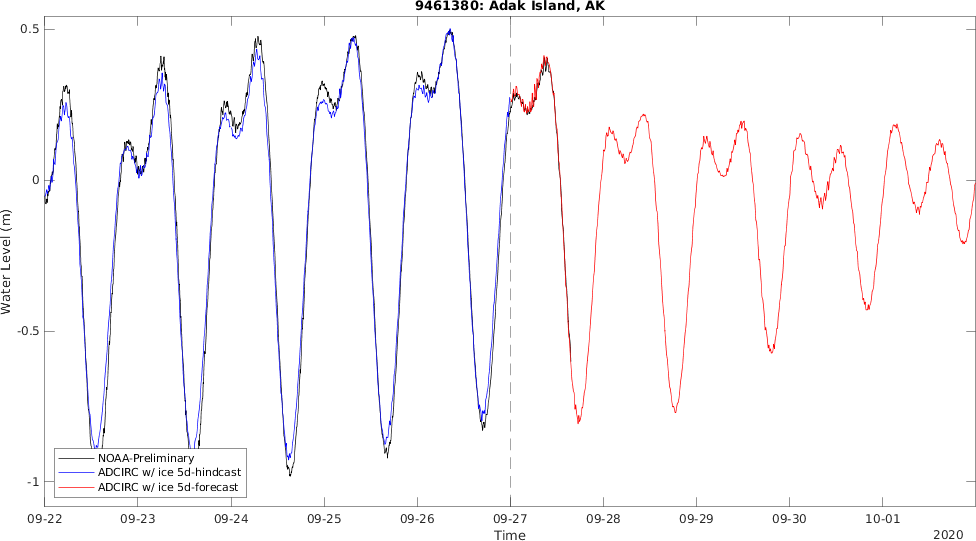 9461380: Adak Island, AK
Water Level (m)
0.5
0
-0.5
-1
NOAA-Preliminary
ADCIRC w/ ice 5d-hindcast
ADCIRC w/ ice 5d-forecast
09-22 09-23 09-24 09-25 09-26 09-27 09-28 09-29 09-30 10-01
Time
2020